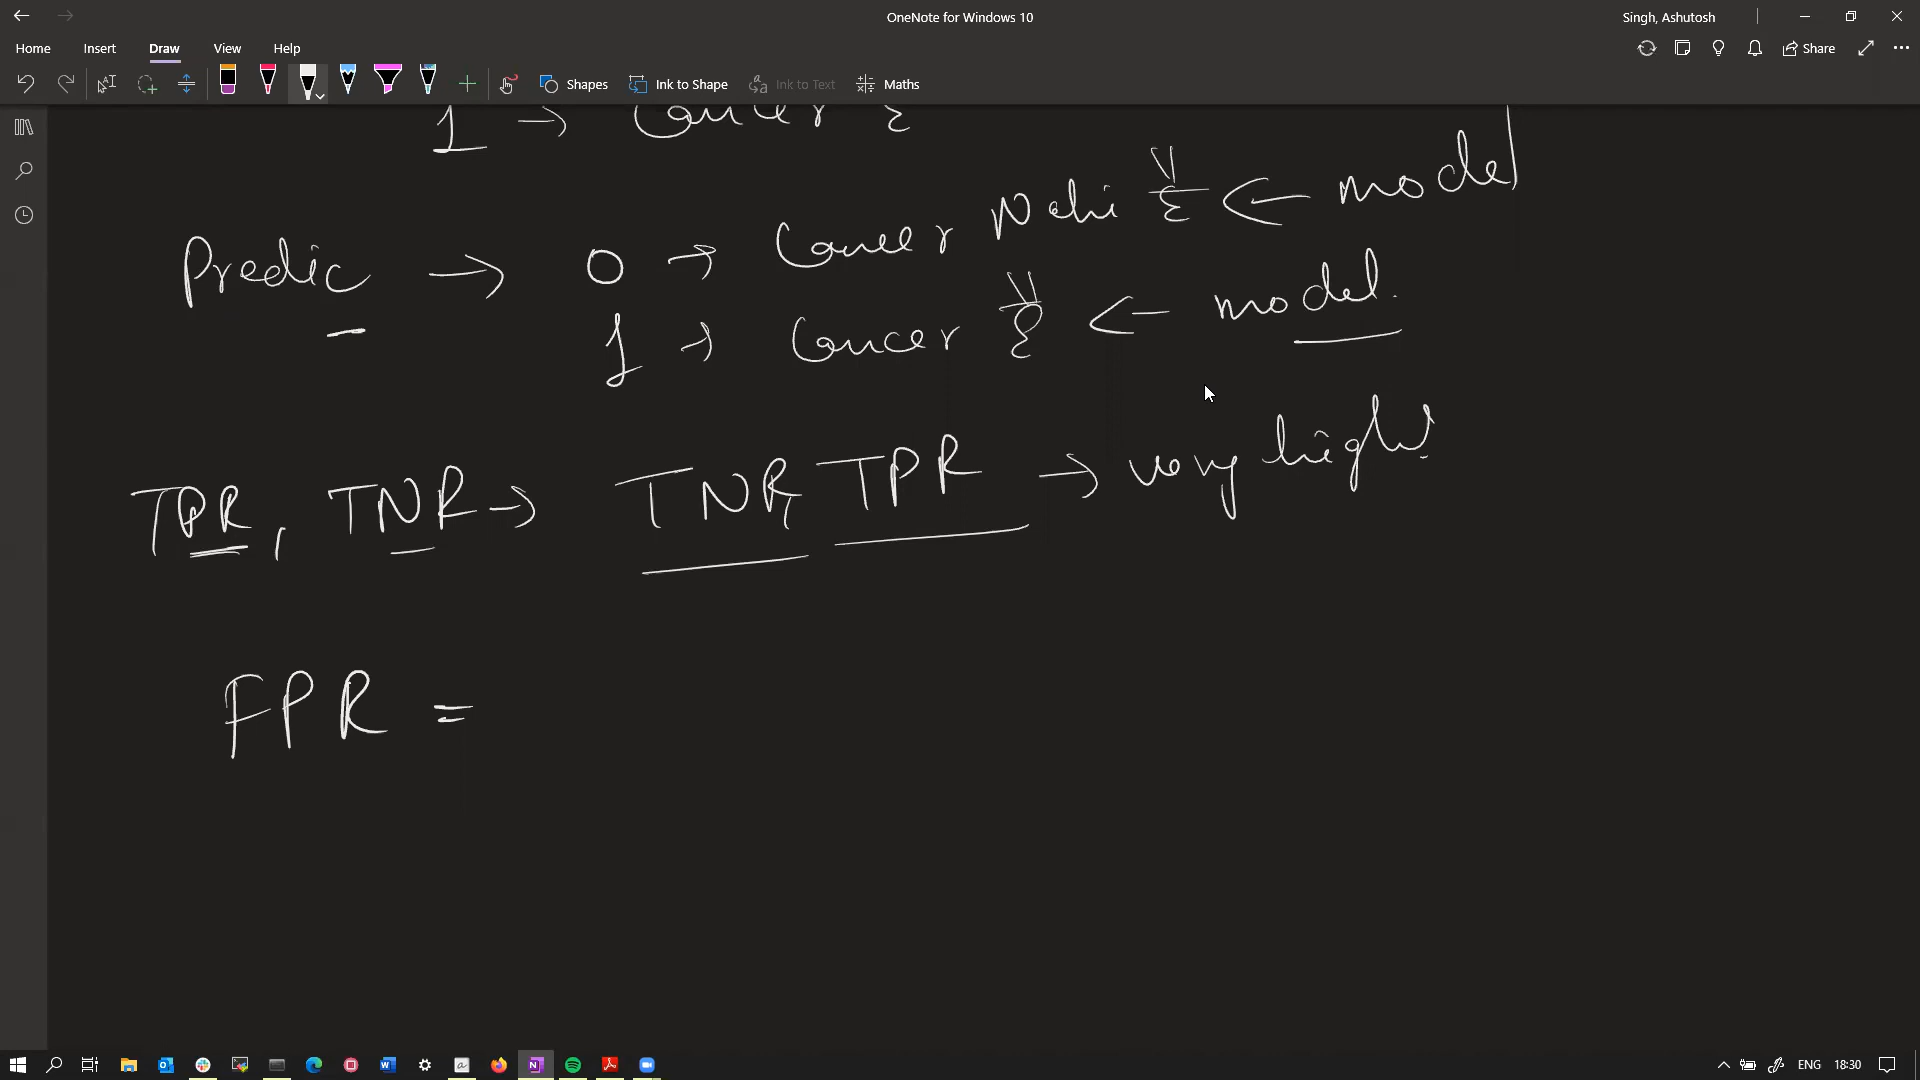 OneNote for Windows 10
Singh, Ashutosh
Home Insert Draw View Help
Share
Shapes Ink to Shape Ink to Text Maths
1 → Cancer है
Predic → 0 → Cancer Nahi है ← model
1 → Cancer है ← model.
TPR, TNR → TNR, TPR → very high.
FPR =
ENG 18:30